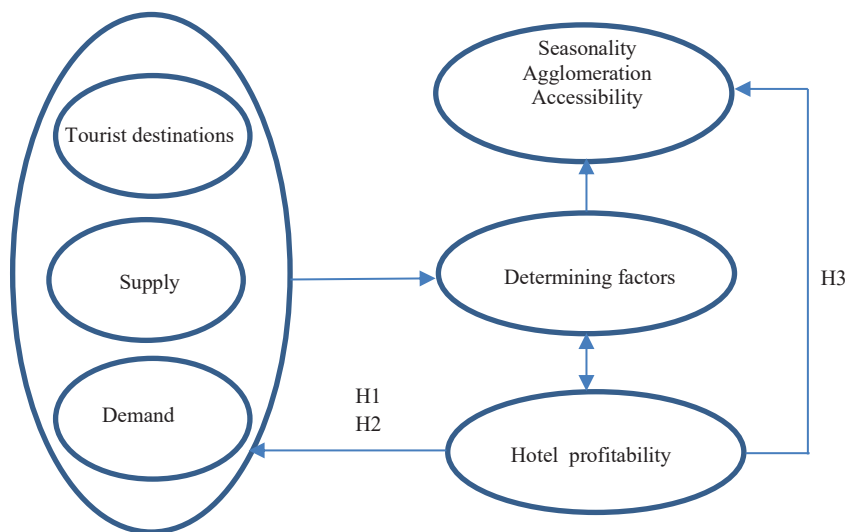 Tourist destinations
Supply
Demand
Seasonality
Agglomeration
Accessibility
Determining factors
Hotel profitability
H1
H2
H3